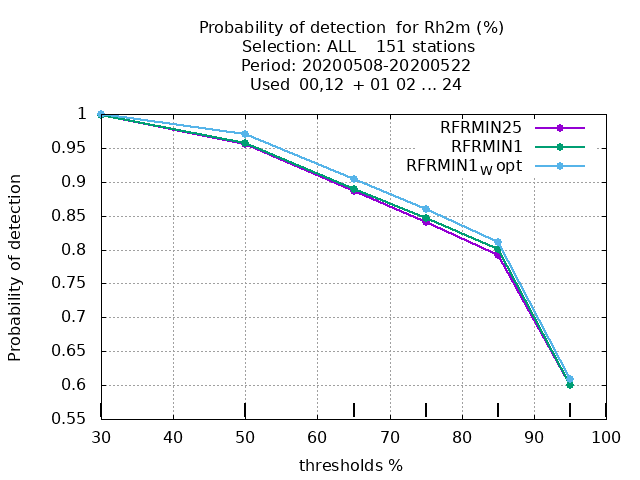 Probability of detection for Rh2m (%)
Selection: ALL 151 stations
Period: 20200508-20200522
Used 00,12 + 01 02 ... 24
RFRMIN25
RFRMIN1
RFRMIN1W opt
Probability of detection
1
0.95
0.9
0.85
0.8
0.75
0.7
0.65
0.6
0.55
30 40 50 60 70 80 90 100
thresholds %